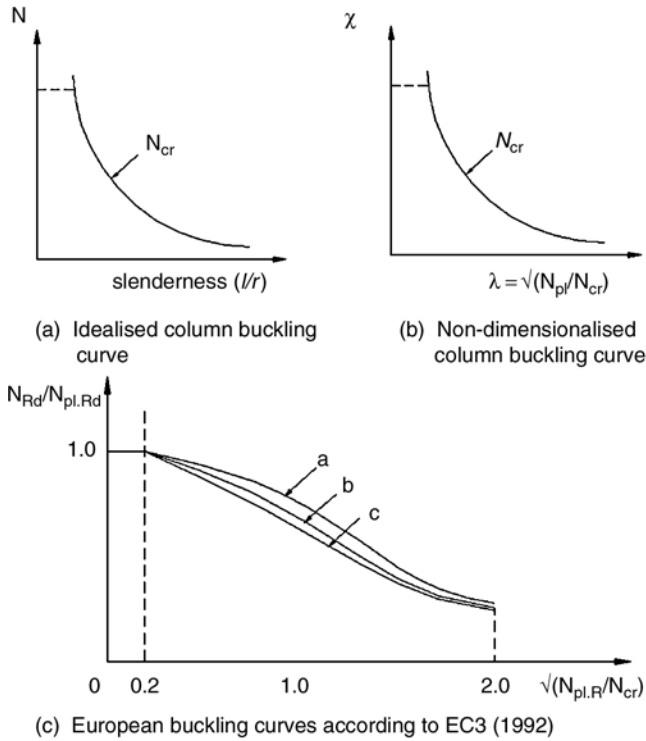 N
N_cr
slenderness (l/r)
(a) Idealised column buckling
curve
χ
N_cr
λ = √(N_pl/N_cr)
(b) Non-dimensionalised
column buckling curve
N_Rd/N_pl.Rd
1.0
a
b
c
0 0.2 1.0 2.0 √(N_pl.R/N_cr)
(c) European buckling curves according to EC3 (1992)